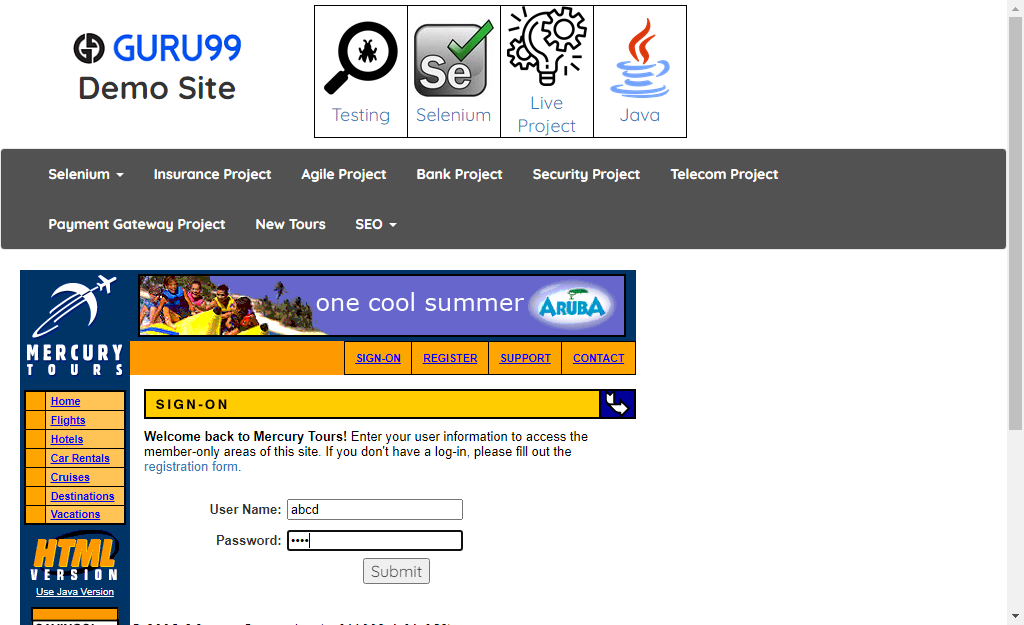 GURU99
Demo Site
Testing
Se
Selenium
Live
Project
Java
Selenium
Insurance Project
Agile Project
Bank Project
Security Project
Telecom Project
Payment Gateway Project
New Tours
SEO
MERCURY
TOURS
one cool summer
ARUBA
SIGN-ON
REGISTER
SUPPORT
CONTACT
Home
Flights
Hotels
Car Rentals
Cruises
Destinations
Vacations
HTML
VERSION
Use Java Version
SIGN-ON
Welcome back to Mercury Tours! Enter your user information to access the
member-only areas of this site. If you don't have a log-in, please fill out the
registration form.
User Name: abcd
Password: ••••
Submit